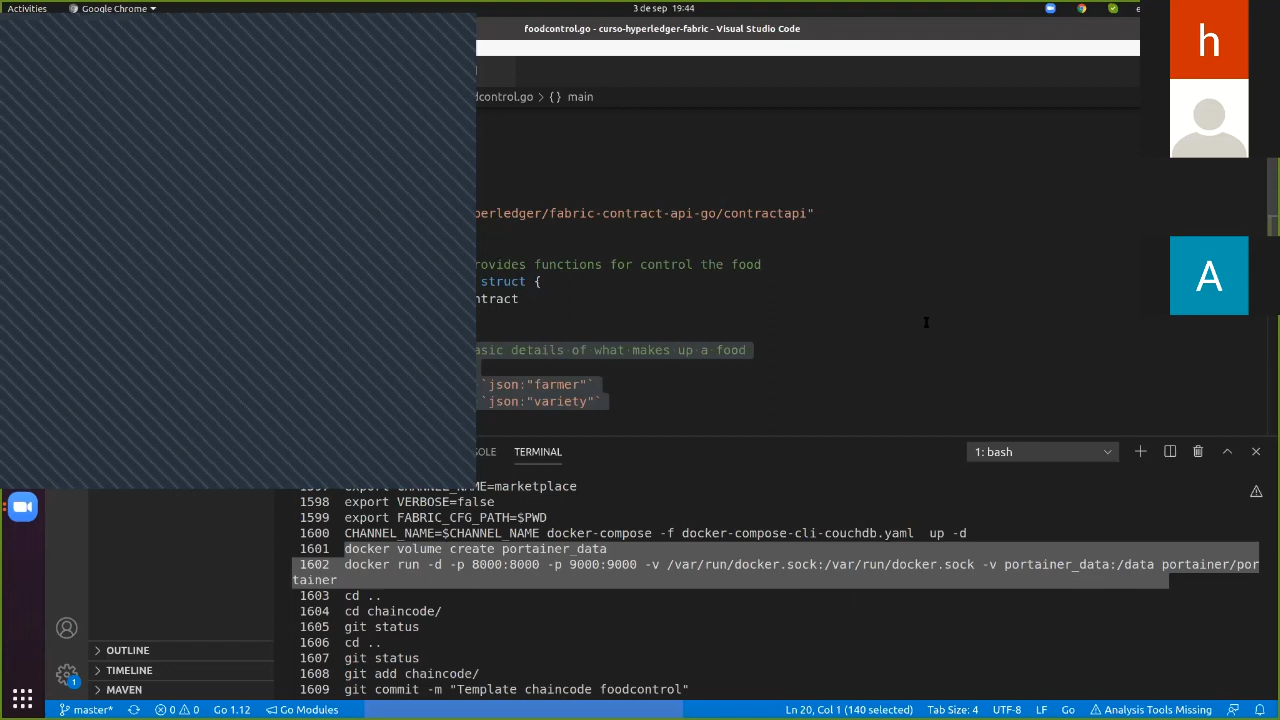 Activities
Google Chrome
3 de sep 19:44
foodcontrol.go - curso-hyperledger-fabric - Visual Studio Code
dcontrol.go > {} main
perledger/fabric-contract-api-go/contractapi"
rovides functions for control the food
struct {
ntract
asic details of what makes up a food
`json:"farmer"`
`json:"variety"`
h
A
OLE
TERMINAL
1: bash
export CHANNEL_NAME=marketplace
1598 export VERBOSE=false
1599 export FABRIC_CFG_PATH=$PWD
1600 CHANNEL_NAME=$CHANNEL_NAME docker-compose -f docker-compose-cli-couchdb.yaml up -d
1601 docker volume create portainer_data
1602 docker run -d -p 8000:8000 -p 9000:9000 -v /var/run/docker.sock:/var/run/docker.sock -v portainer_data:/data portainer/por
tainer
1603 cd ..
1604 cd chaincode/
1605 git status
1606 cd ..
1607 git status
1608 git add chaincode/
1609 git commit -m "Template chaincode foodcontrol"
OUTLINE
TIMELINE
MAVEN
1
master*
0
0
Go 1.12
Go Modules
Ln 20, Col 1 (140 selected)
Tab Size: 4
UTF-8
LF
Go
Analysis Tools Missing